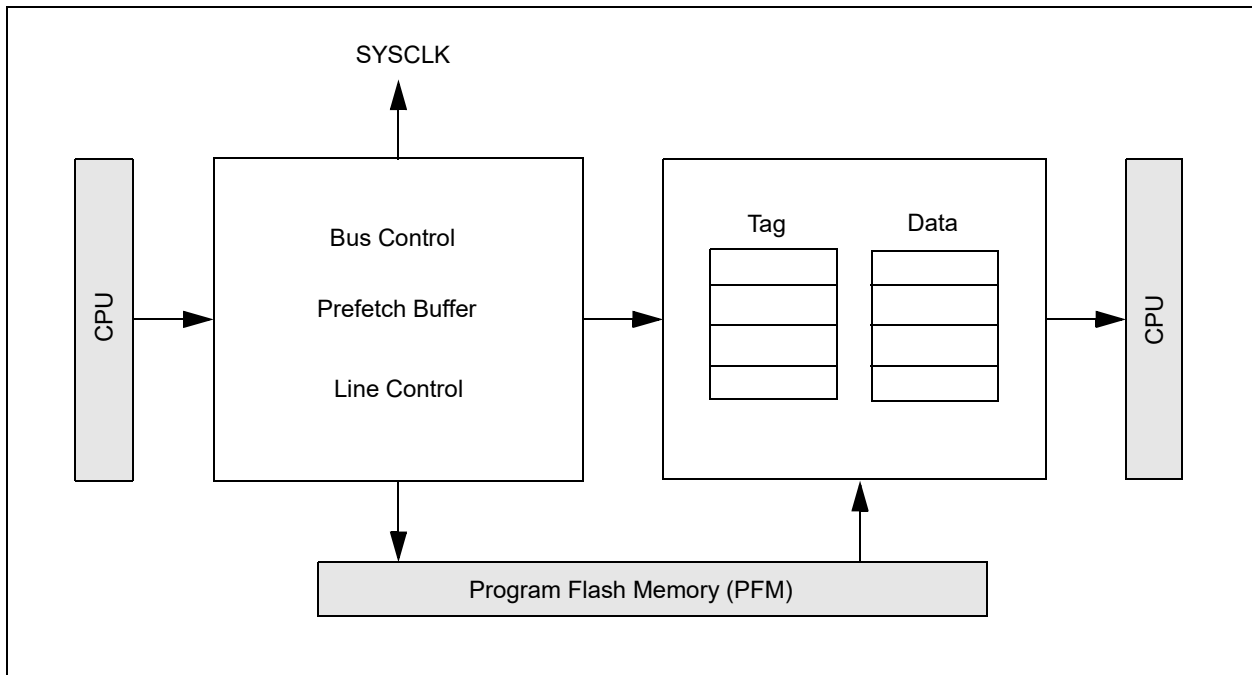 SYSCLK
CPU
Bus Control
Prefetch Buffer
Line Control
Tag
Data
CPU
Program Flash Memory (PFM)